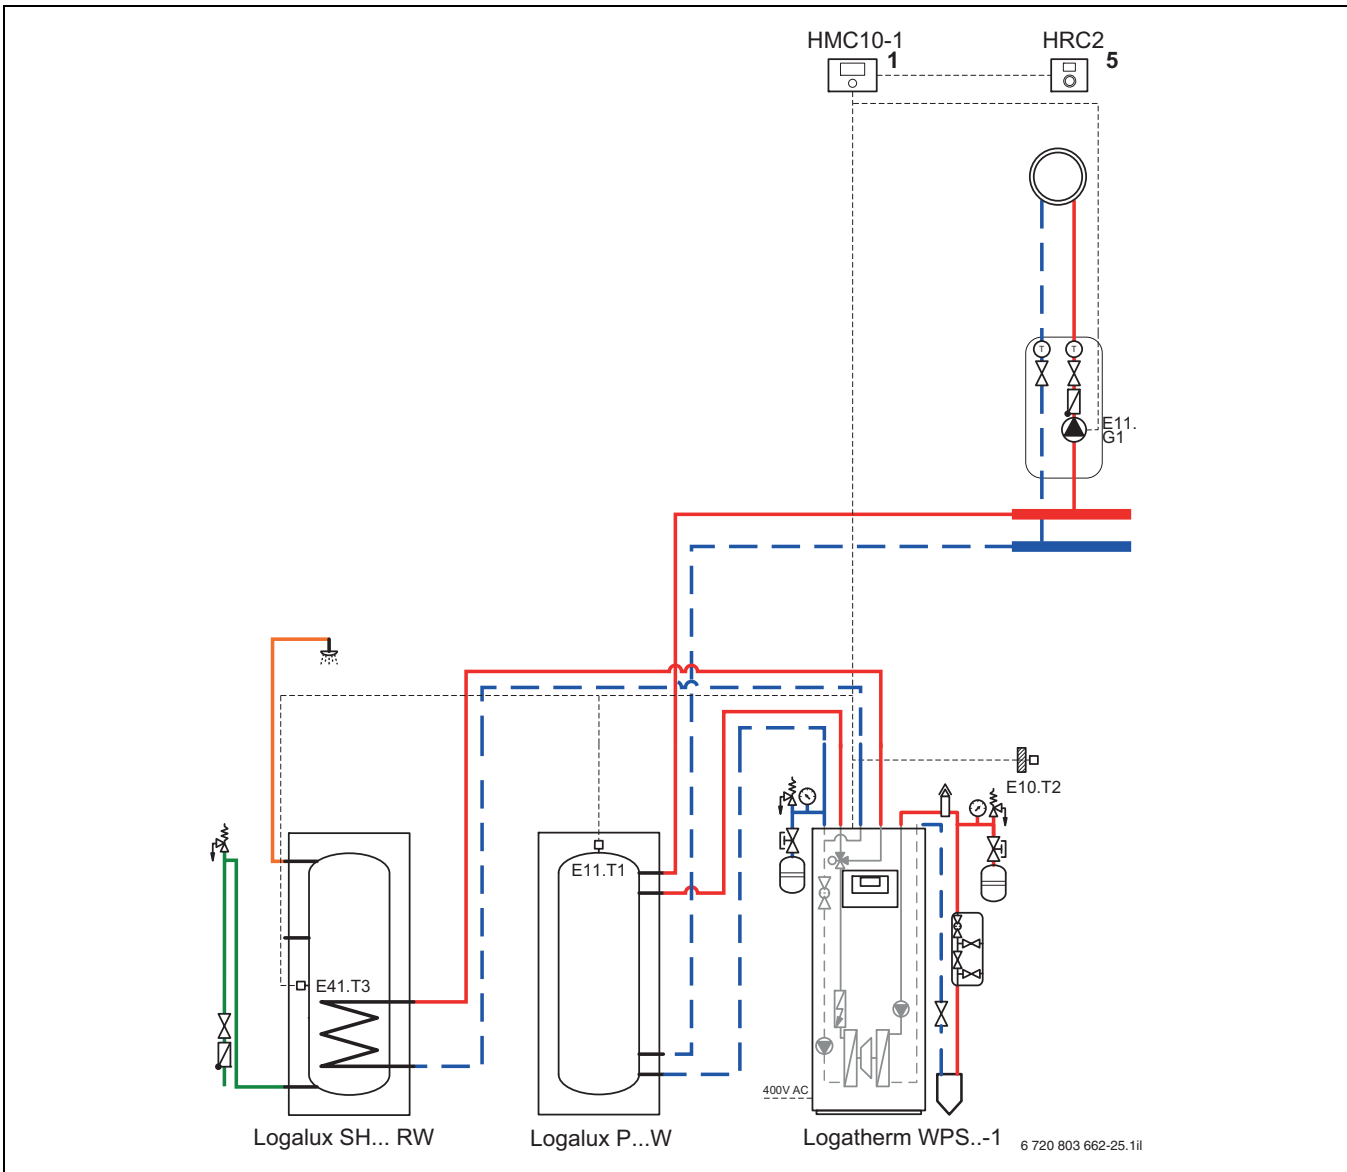 HMC10-1
1
HRC2
5
T
T
E11.
G1
E10.T2
E11.T1
E41.T3
400V AC
Logalux SH... RW
Logalux P...W
Logatherm WPS..-1
6 720 803 662-25.1il